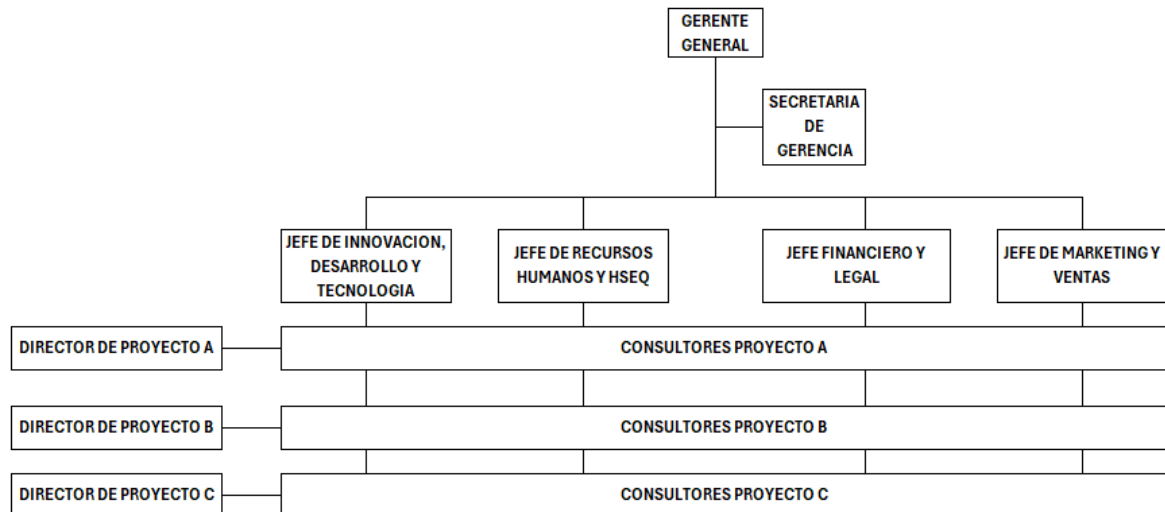 GERENTE
GENERAL
SECRETARIA
DE
GERENCIA
JEFE DE INNOVACION,
DESARROLLO Y
TECNOLOGIA
JEFE DE RECURSOS
HUMANOS Y HSEQ
JEFE FINANCIERO Y
LEGAL
JEFE DE MARKETING Y
VENTAS
DIRECTOR DE PROYECTO A
CONSULTORES PROYECTO A
DIRECTOR DE PROYECTO B
CONSULTORES PROYECTO B
DIRECTOR DE PROYECTO C
CONSULTORES PROYECTO C